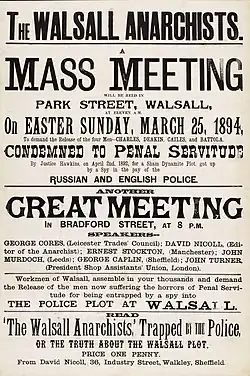 THE WALSALL ANARCHISTS.
A
MASS MEETING
WILL BE HELD IN
PARK STREET, WALSALL,
AT ELEVEN A.M.
On EASTER SUNDAY, MARCH 25, 1894,
To demand the Release of the four Men—CHARLES, DEAKIN, CAILES, and BATTOLA,
CONDEMNED TO PENAL SERVITUDE
By Justice Hawkins, on April 2nd, 1892, for a Sham Dynamite Plot, got up
by a Spy in the pay of the
RUSSIAN AND ENGLISH POLICE.
ANOTHER
GREAT MEETING
IN BRADFORD STREET, AT 3 P.M.
SPEAKERS—
GEORGE CORES, (Leicester Trades' Council); DAVID NICOLL, (Edi-
tor of the Anarchist); ERNEST STOCKTON, (Manchester); JOHN
MURDOCH, (Leeds); GEORGE CAPLIN, (Sheffield); JOHN TURNER,
(President Shop Assistants' Union, London).
Workmen of Walsall assemble in your thousands and demand
the Release of the men now suffering the horrors of Penal Servi-
tude for being entrapped by a spy into
THE POLICE PLOT AT WALSALL.
READ
'The Walsall Anarchists,' Trapped by the Police,
OR THE TRUTH ABOUT THE WALSALL PLOT.
PRICE ONE PENNY.
From David Nicoll, 36, Industry Street, Walkley, Sheffield.